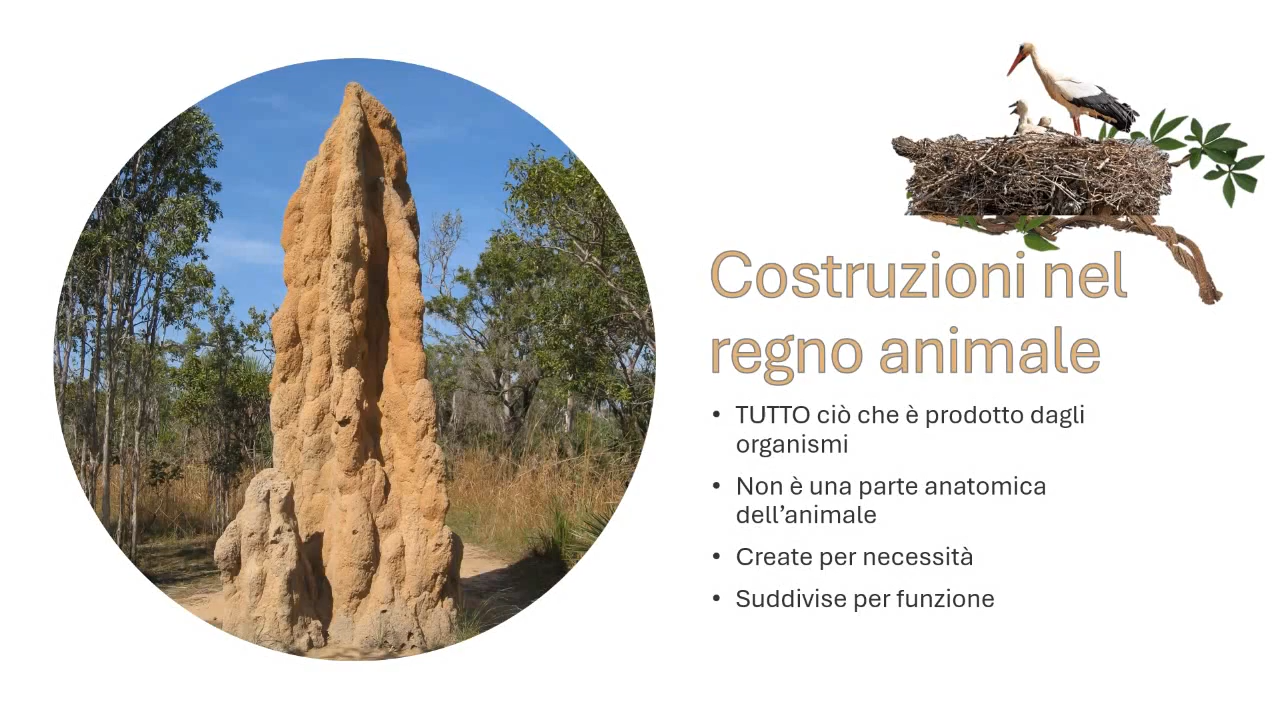 Costruzioni nel
regno animale
• TUTTO ciò che è prodotto dagli
organismi
• Non è una parte anatomica
dell’animale
• Create per necessità
• Suddivise per funzione